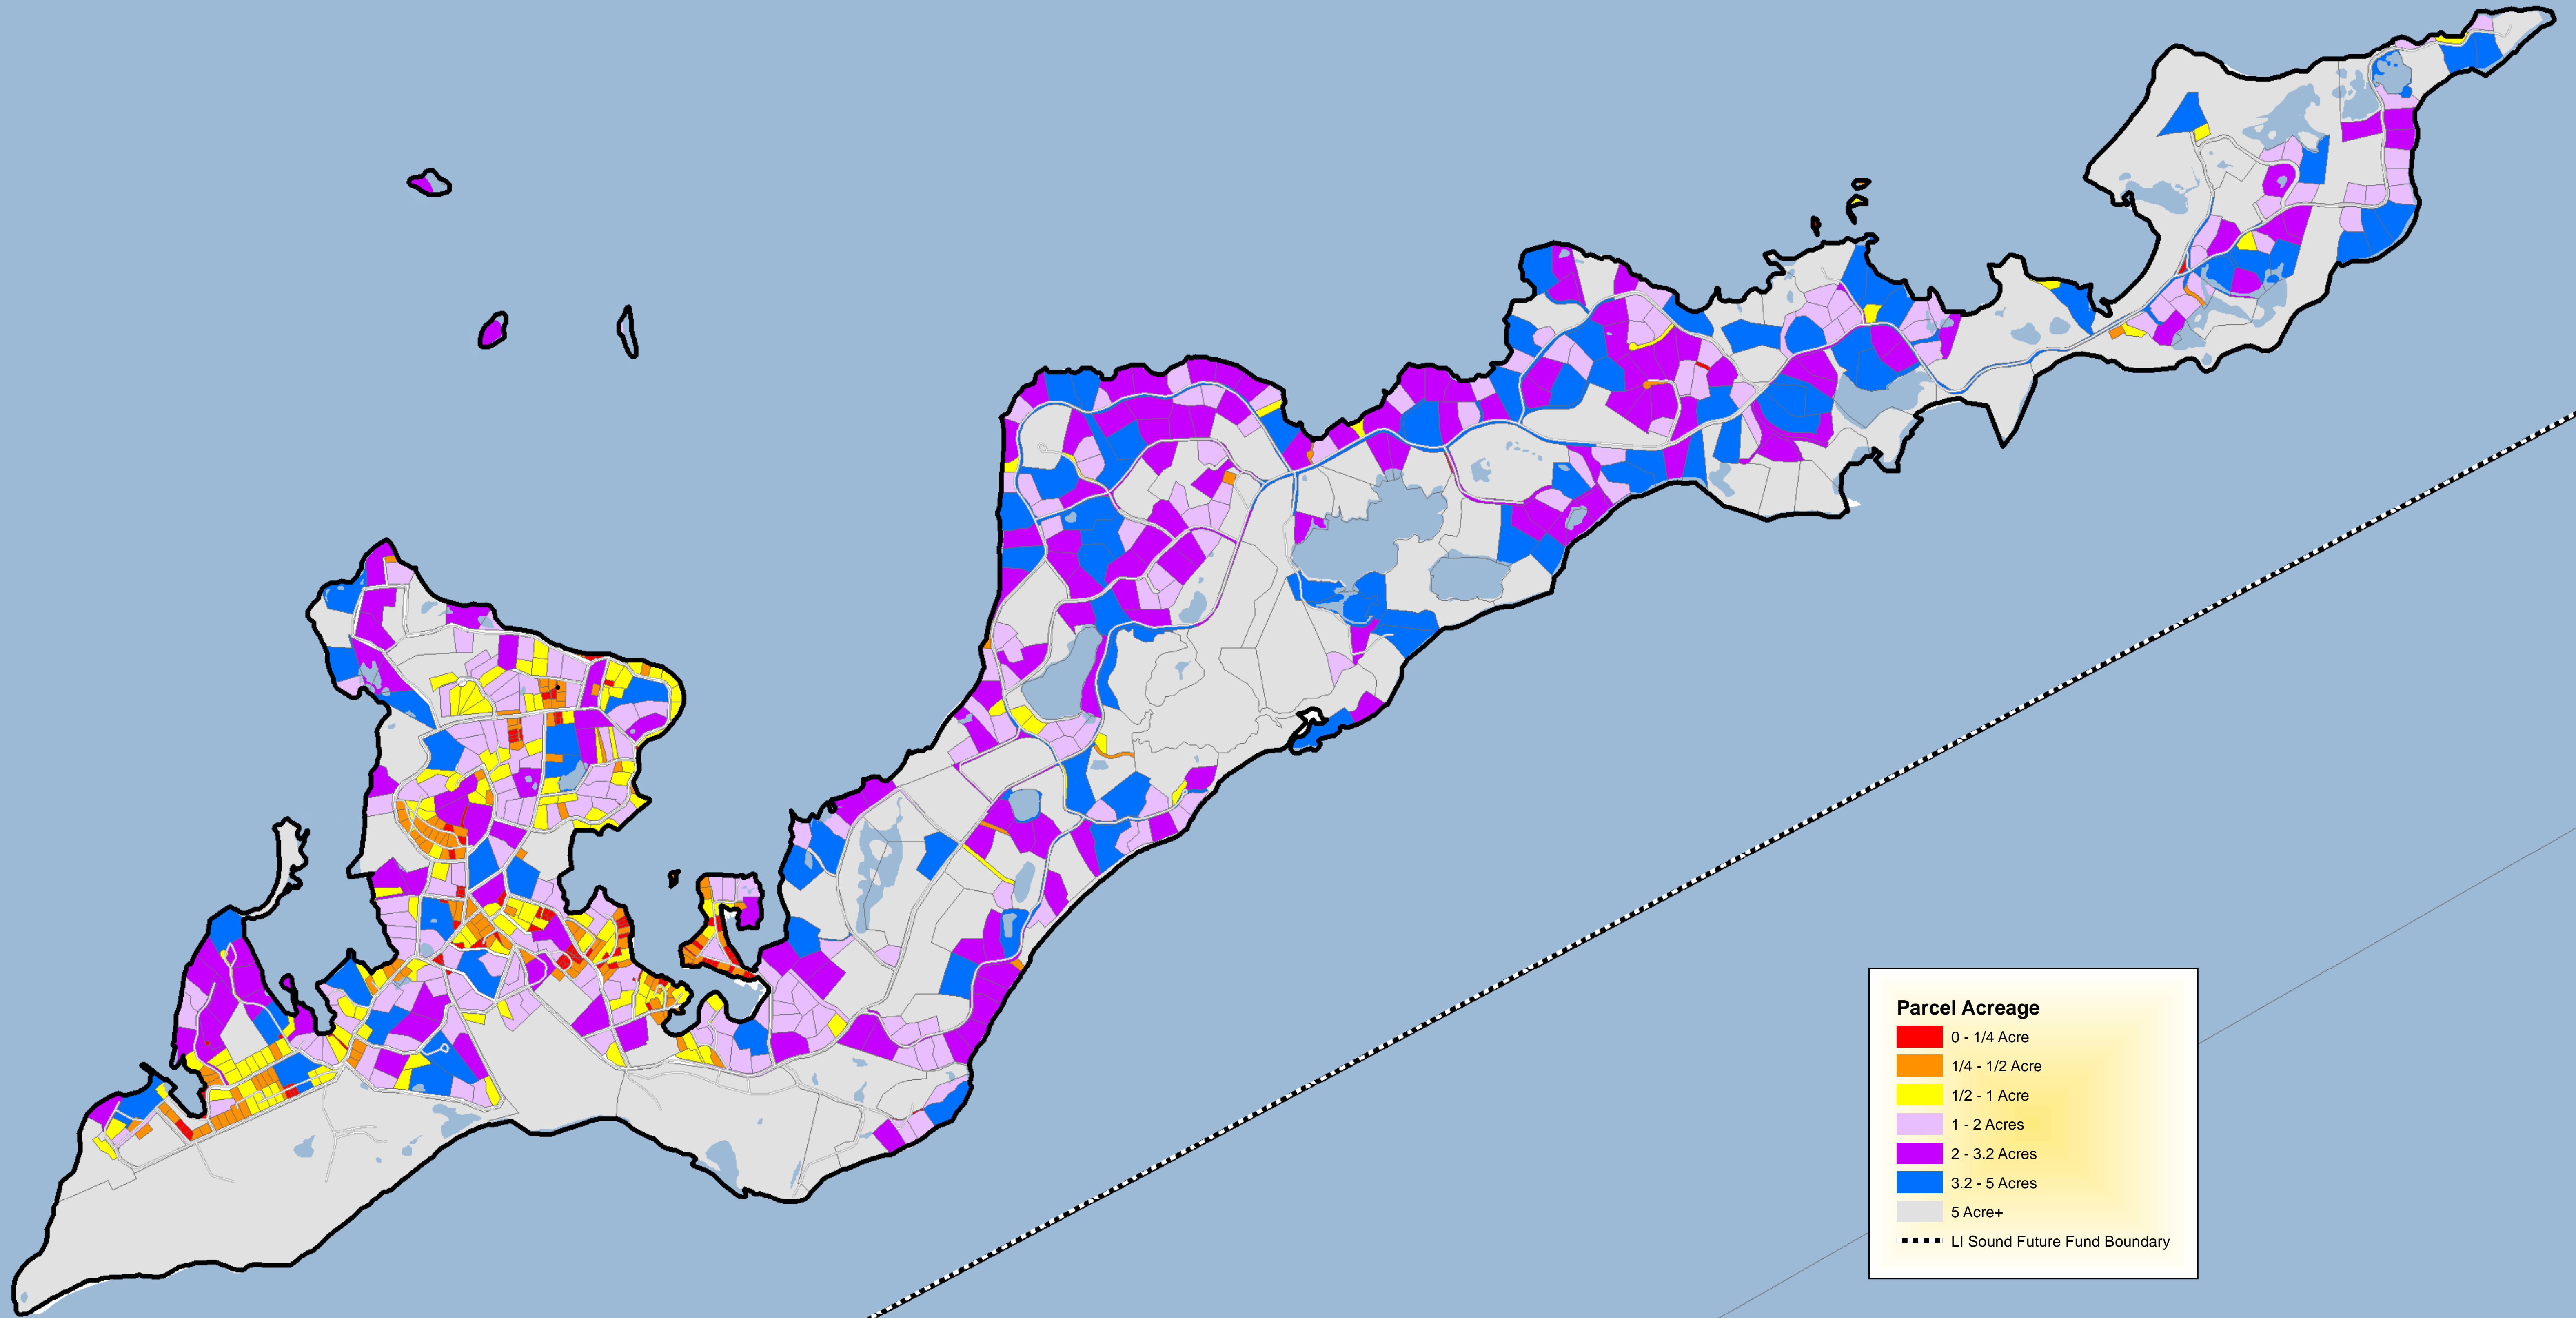 Parcel Acreage
0 - 1/4 Acre
1/4 - 1/2 Acre
1/2 - 1 Acre
1 - 2 Acres
2 - 3.2 Acres
3.2 - 5 Acres
5 Acre+
LI Sound Future Fund Boundary